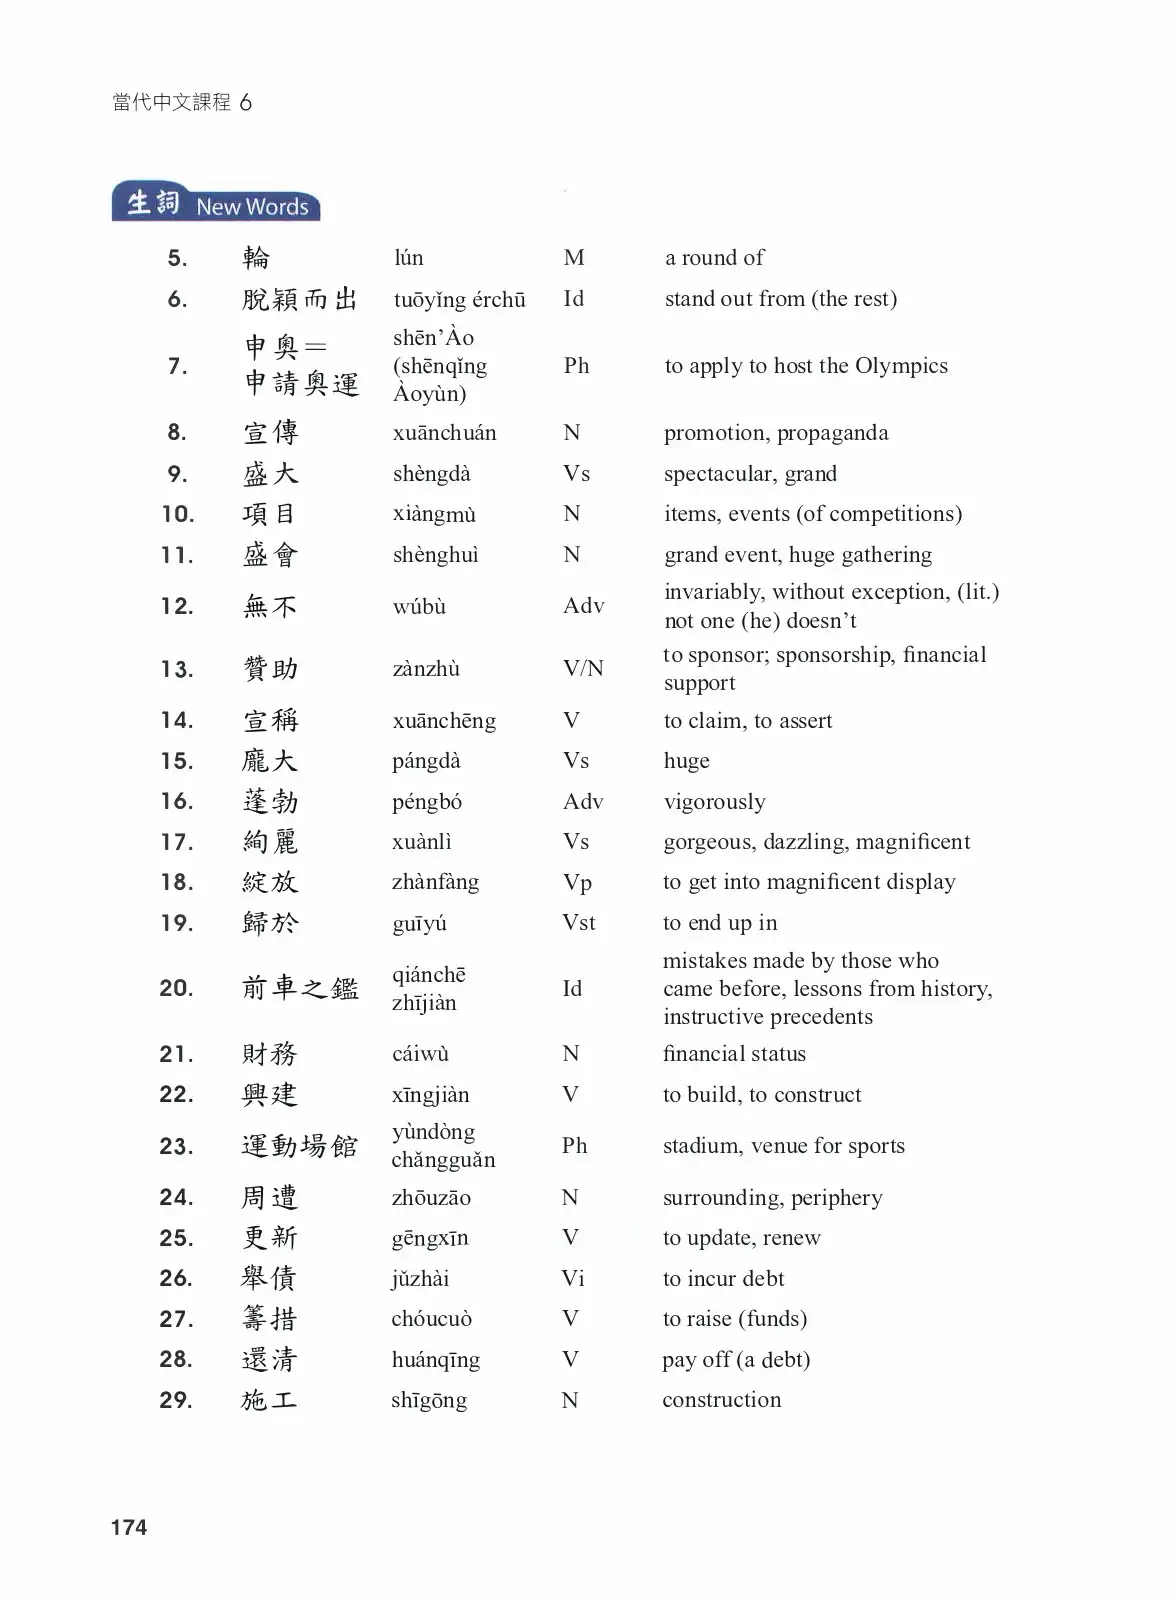 當代中文課程 6
生詞 New Words
5. 輪 lún M a round of
6. 脫穎而出 tuōyǐng érchū Id stand out from (the rest)
7. 申奧＝ shēn’Ào Ph to apply to host the Olympics
申請奧運 (shēnqǐng
Àoyùn)
8. 宣傳 xuānchuán N promotion, propaganda
9. 盛大 shèngdà Vs spectacular, grand
10. 項目 xiàngmù N items, events (of competitions)
11. 盛會 shènghuì N grand event, huge gathering
12. 無不 wúbù Adv invariably, without exception, (lit.)
not one (he) doesn’t
13. 贊助 zànzhù V/N to sponsor; sponsorship, financial
support
14. 宣稱 xuānchēng V to claim, to assert
15. 龐大 pángdà Vs huge
16. 蓬勃 péngbó Adv vigorously
17. 絢麗 xuànlì Vs gorgeous, dazzling, magnificent
18. 綻放 zhànfàng Vp to get into magnificent display
19. 歸於 guīyú Vst to end up in
20. 前車之鑑 qiánchē Id mistakes made by those who
zhījiàn came before, lessons from history,
instructive precedents
21. 財務 cáiwù N financial status
22. 興建 xīngjiàn V to build, to construct
23. 運動場館 yùndòng Ph stadium, venue for sports
chǎngguǎn
24. 周遭 zhōuzāo N surrounding, periphery
25. 更新 gēngxīn V to update, renew
26. 舉債 jǔzhài Vi to incur debt
27. 籌措 chóucuò V to raise (funds)
28. 還清 huánqīng V pay off (a debt)
29. 施工 shīgōng N construction
174